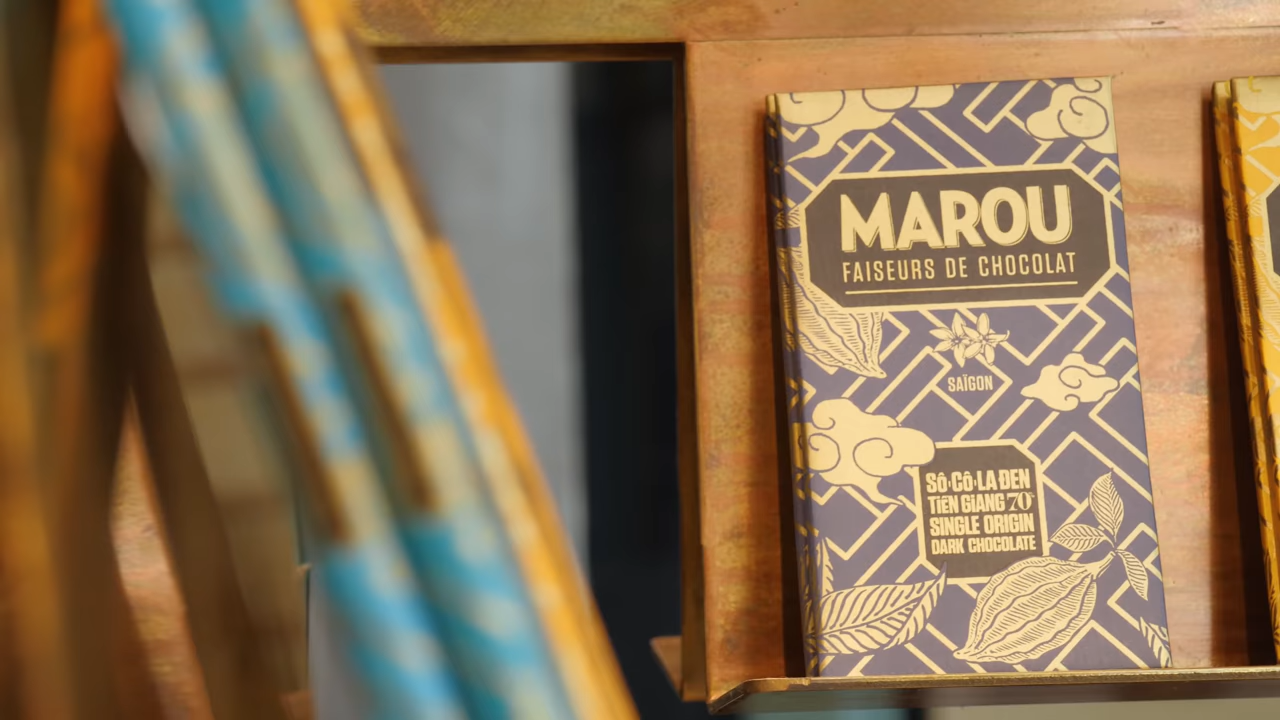 MAROU
FAISEURS DE CHOCOLAT
SAÏGON
SÔ·CÔ·LA ĐEN
TIỀN GIANG 70%
SINGLE ORIGIN
DARK CHOCOLATE